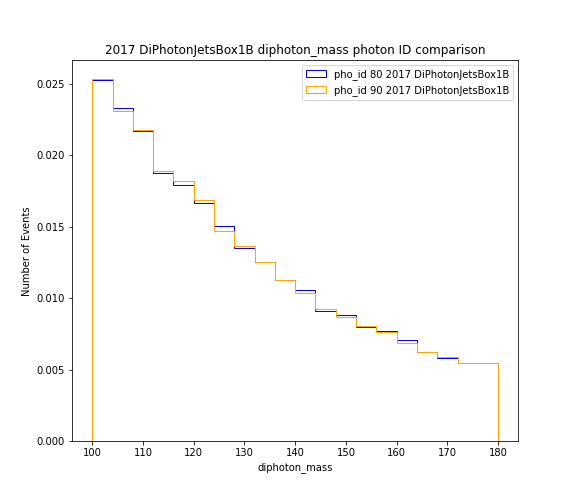 2017 DiPhotonJetsBox1B diphoton_mass photon ID comparison
pho_id 80 2017 DiPhotonJetsBox1B
pho_id 90 2017 DiPhotonJetsBox1B
Number of Events
0.025
0.020
0.015
0.010
0.005
0.000
100 110 120 130 140 150 160 170 180
diphoton_mass